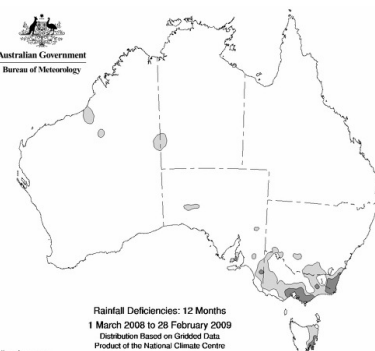 Australian Government
Bureau of Meteorology
Rainfall Deficiencies: 12 Months
1 March 2008 to 28 February 2009
Distribution Based on Gridded Data
Product of the National Climate Centre